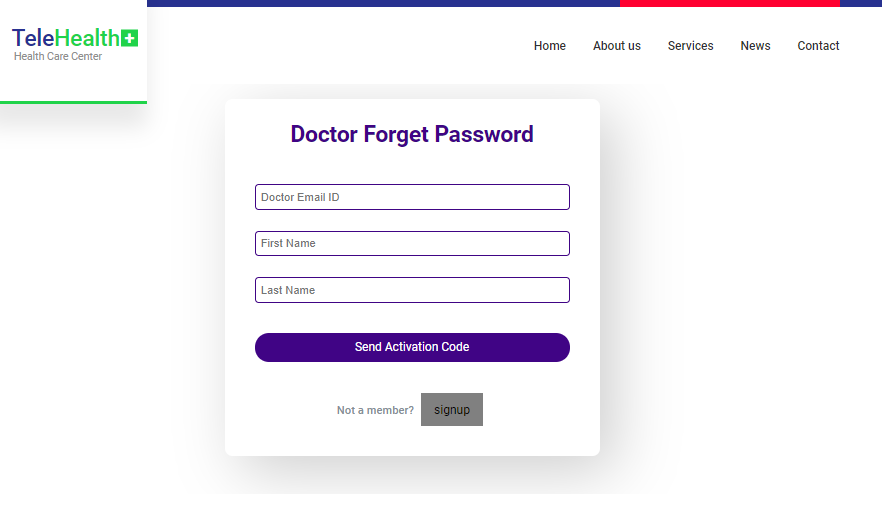 TeleHealth+
Health Care Center
Home About us Services News Contact
Doctor Forget Password
Doctor Email ID
First Name
Last Name
Send Activation Code
Not a member? signup